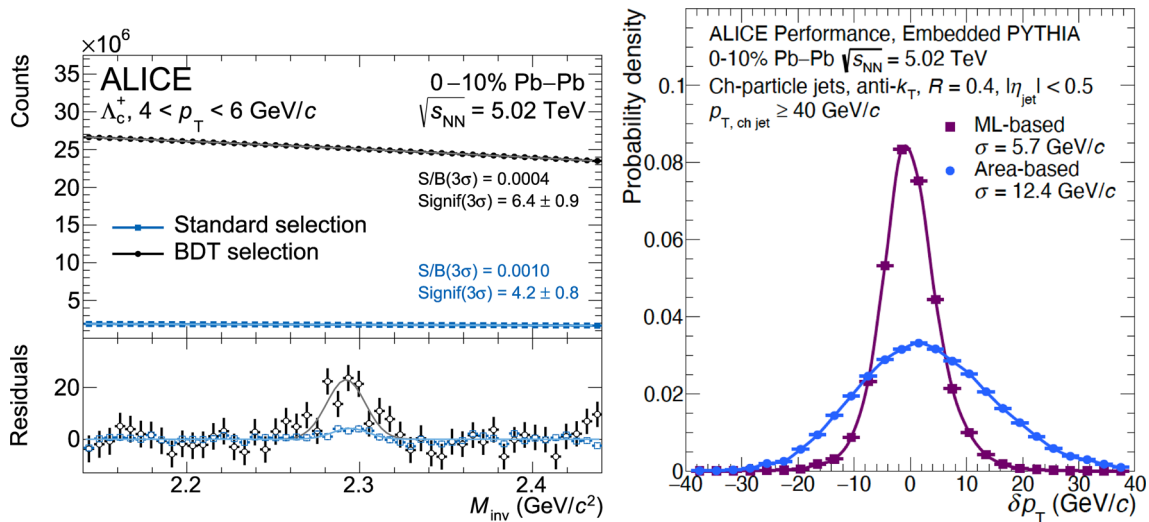 ×10⁶
Counts
35
30
25
20
15
10
5
ALICE
Λc⁺, 4 < pT < 6 GeV/c
0−10% Pb−Pb
√sNN = 5.02 TeV
S/B(3σ) = 0.0004
Signif(3σ) = 6.4 ± 0.9
Standard selection
BDT selection
S/B(3σ) = 0.0010
Signif(3σ) = 4.2 ± 0.8
Residuals
20
0
2.2
2.3
2.4
Minv (GeV/c²)
Probability density
0.1
0.08
0.06
0.04
0.02
0
ALICE Performance, Embedded PYTHIA
0-10% Pb–Pb √sNN = 5.02 TeV
Ch-particle jets, anti-kT, R = 0.4, |ηjet| < 0.5
pT, ch jet ≥ 40 GeV/c
ML-based
σ = 5.7 GeV/c
Area-based
σ = 12.4 GeV/c
−40 −30 −20 −10 0 10 20 30 40
δpT (GeV/c)